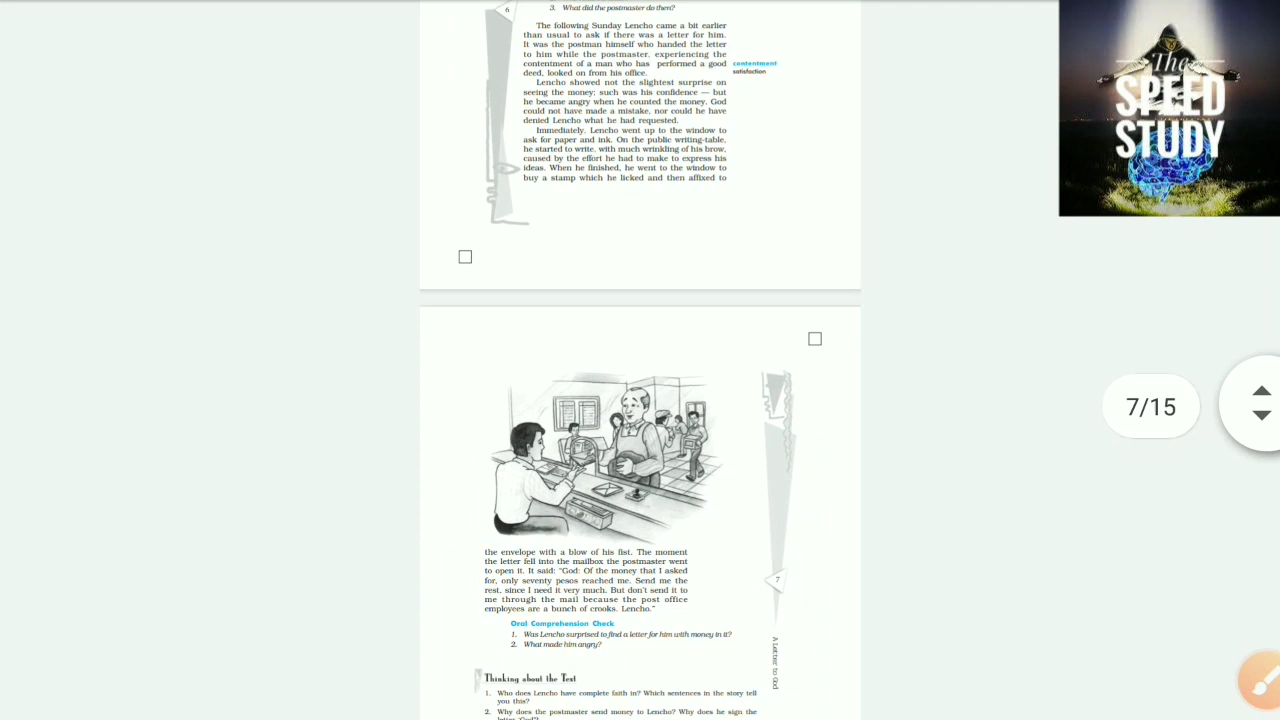 6
3. What did the postmaster do then?
The following Sunday Lencho came a bit earlier
than usual to ask if there was a letter for him.
It was the postman himself who handed the letter
to him while the postmaster, experiencing the
contentment of a man who has performed a good
deed, looked on from his office.
contentment
satisfaction
Lencho showed not the slightest surprise on
seeing the money; such was his confidence — but
he became angry when he counted the money. God
could not have made a mistake, nor could he have
denied Lencho what he had requested.
Immediately, Lencho went up to the window to
ask for paper and ink. On the public writing-table,
he started to write, with much wrinkling of his brow,
caused by the effort he had to make to express his
ideas. When he finished, he went to the window to
buy a stamp which he licked and then affixed to
The
SPEED
STUDY
7/15
the envelope with a blow of his fist. The moment
the letter fell into the mailbox the postmaster went
to open it. It said: “God: Of the money that I asked
for, only seventy pesos reached me. Send me the
rest, since I need it very much. But don't send it to
me through the mail because the post office
employees are a bunch of crooks. Lencho.”
7
A Letter to God
Oral Comprehension Check
1. Was Lencho surprised to find a letter for him with money in it?
2. What made him angry?
Thinking about the Text
1. Who does Lencho have complete faith in? Which sentences in the story tell
you this?
2. Why does the postmaster send money to Lencho? Why does he sign the
letter ‘God’?